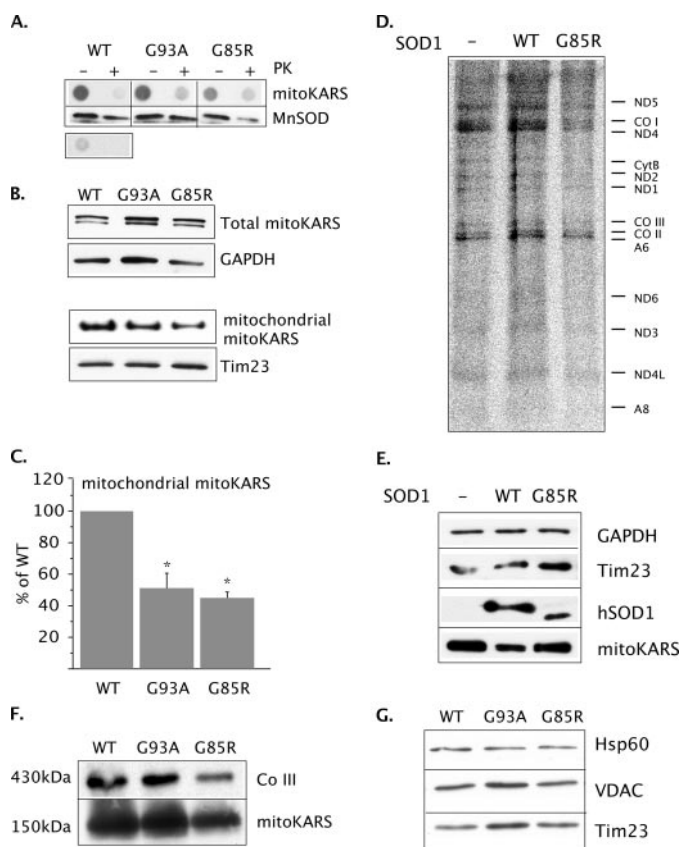 A.
WT G93A G85R
– + – + – + PK
mitoKARS
MnSOD
B.
WT G93A G85R
Total mitoKARS
GAPDH
mitochondrial
mitoKARS
Tim23
C.
mitochondrial mitoKARS
% of WT
120
100
80
60
40
20
* *
WT G93A G85R
D.
SOD1 – WT G85R
ND5
CO I
ND4
CytB
ND2
ND1
CO III
CO II
A6
ND6
ND3
ND4L
A8
E.
SOD1 – WT G85R
GAPDH
Tim23
hSOD1
mitoKARS
F.
WT G93A G85R
430kDa Co III
150kDa mitoKARS
G.
WT G93A G85R
Hsp60
VDAC
Tim23